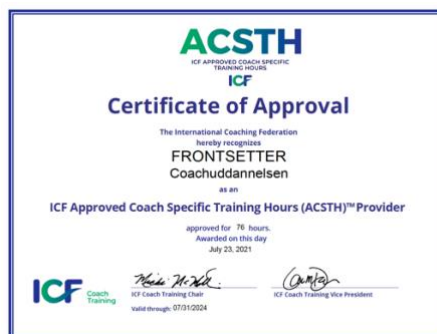 ACSTH
ICF APPROVED COACH SPECIFIC
TRAINING HOURS
ICF
Certificate of Approval
The International Coaching Federation
hereby recognizes
FRONTSETTER
Coachuddannelsen
as an
ICF Approved Coach Specific Training Hours (ACSTH)™ Provider
approved for 76 hours.
Awarded on this day
July 23, 2021
ICF Coach Training
ICF Coach Training Chair
ICF Coach Training Vice President
Valid through: 07/31/2024